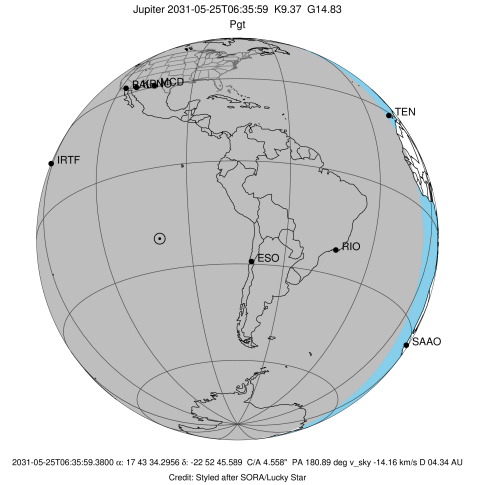 Jupiter 2031-05-25T06:35:59 K9.37 G14.83
Pgt
MCD
TEN
IRTF
RIO
ESO
SAAO
2031-05-25T06:35:59.3800 α: 17 43 34.2956 δ: -22 52 45.589 C/A 4.558" PA 180.89 deg v_sky -14.16 km/s D 04.34 AU
Credit: Styled after SORA/Lucky Star